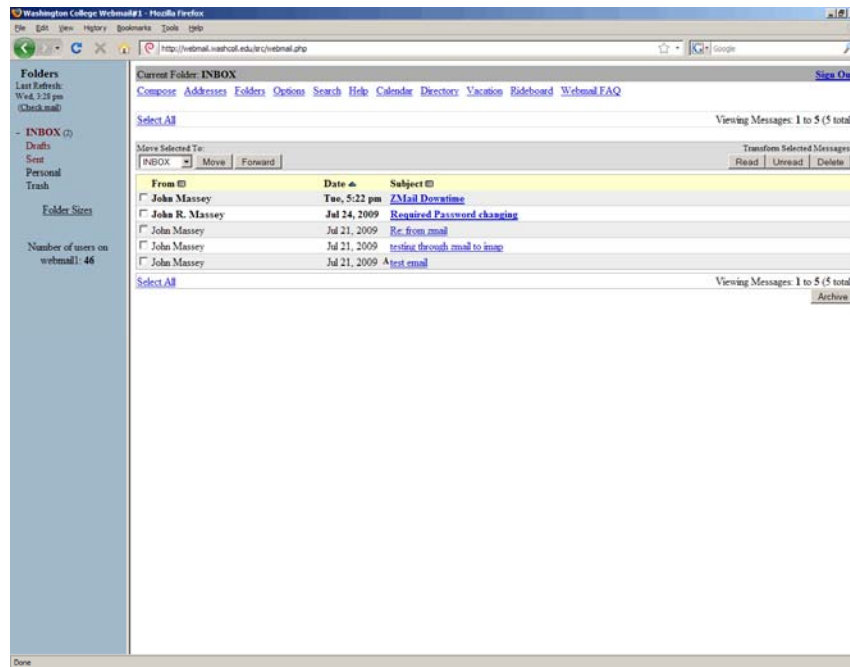 Washington College Webmail#1 - Mozilla Firefox
File Edit View History Bookmarks Tools Help
http://webmail.washcoll.edu/src/webmail.php
Google
Folders
Last Refresh:
Wed, 3:28 pm
(Check mail)
- INBOX (2)
Drafts
Sent
Personal
Trash
Folder Sizes
Number of users on
webmail1: 46
Current Folder: INBOX Sign Ou
Compose Addresses Folders Options Search Help Calendar Directory Vacation Rideboard Webmail FAQ
Select All Viewing Messages: 1 to 5 (5 total
Move Selected To: Transform Selected Messages
INBOX Move Forward Read Unread Delete
From Date Subject
John Massey Tue, 5:22 pm ZMail Downtime
John R. Massey Jul 24, 2009 Required Password changing
John Massey Jul 21, 2009 Re: from zmail
John Massey Jul 21, 2009 testing through zmail to imap
John Massey Jul 21, 2009 A test email
Select All Viewing Messages: 1 to 5 (5 total
Archive
Done